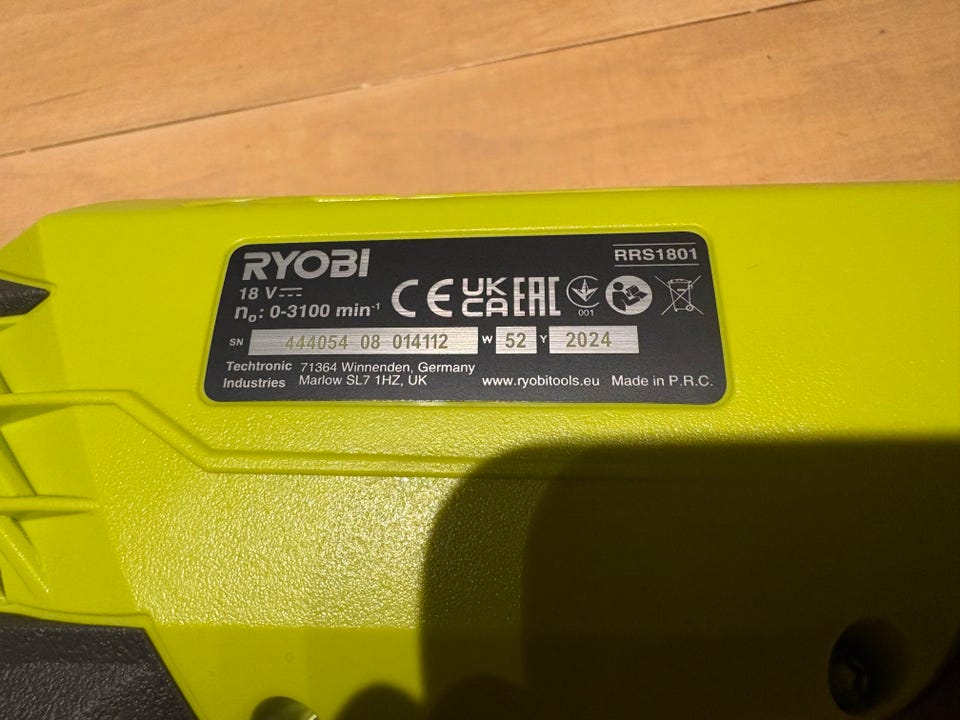 RYOBI
RRS1801
18 V
n₀: 0-3100 min⁻¹
CE UK CA EAC
001
SN 444054 08 014112 W 52 Y 2024
Techtronic Industries
71364 Winnenden, Germany
Marlow SL7 1HZ, UK
www.ryobitools.eu Made in P.R.C.